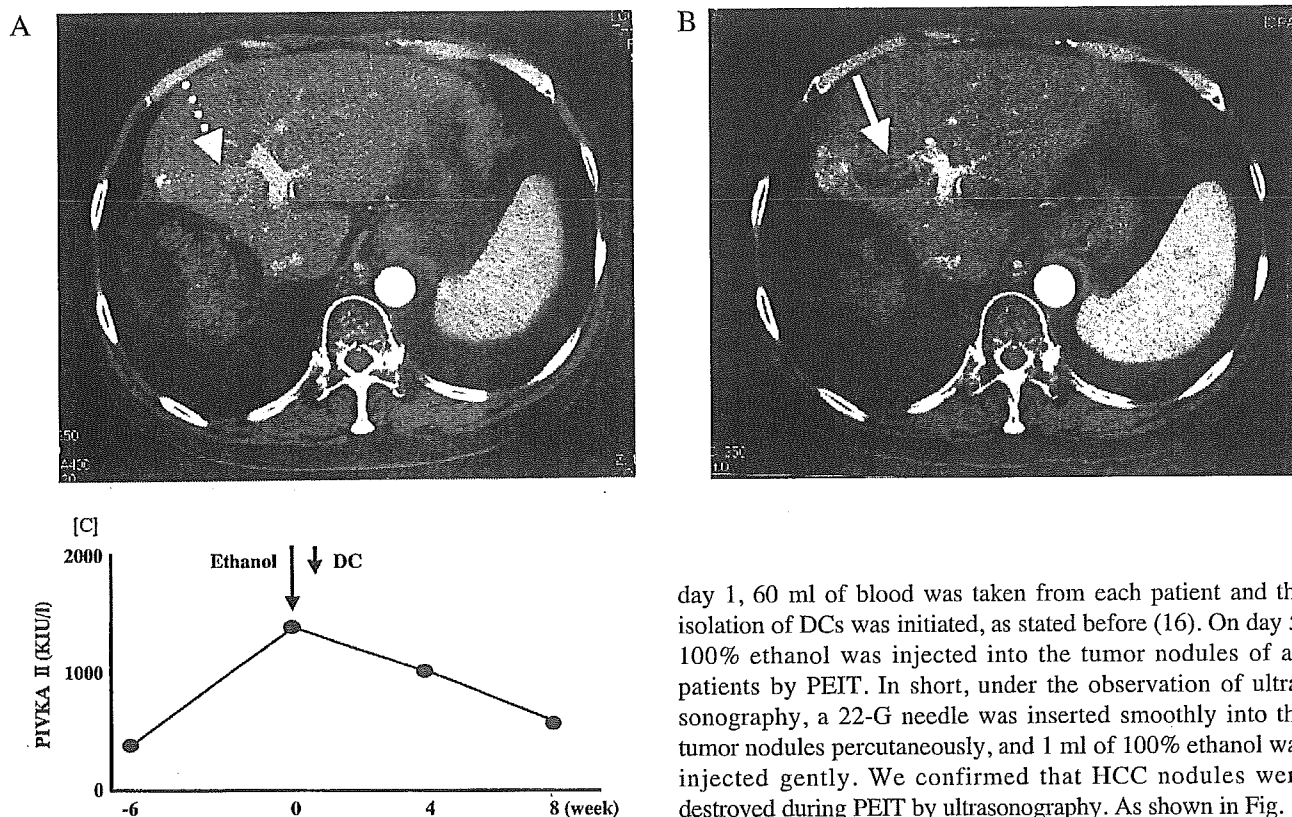 A
B
[C]
2000
1000
0
PIVKA II (KIU/l)
Ethanol
DC
-6 0 4 8 (week)
day 1, 60 ml of blood was taken from each patient and
isolation of DCs was initiated, as stated before (16). On day
100% ethanol was injected into the tumor nodules of
patients by PEIT. In short, under the observation of ultra
sonography, a 22-G needle was inserted smoothly into
tumor nodules percutaneously, and 1 ml of 100% ethanol
injected gently. We confirmed that HCC nodules
destroyed during PEIT by ultrasonography. As shown in Fig.